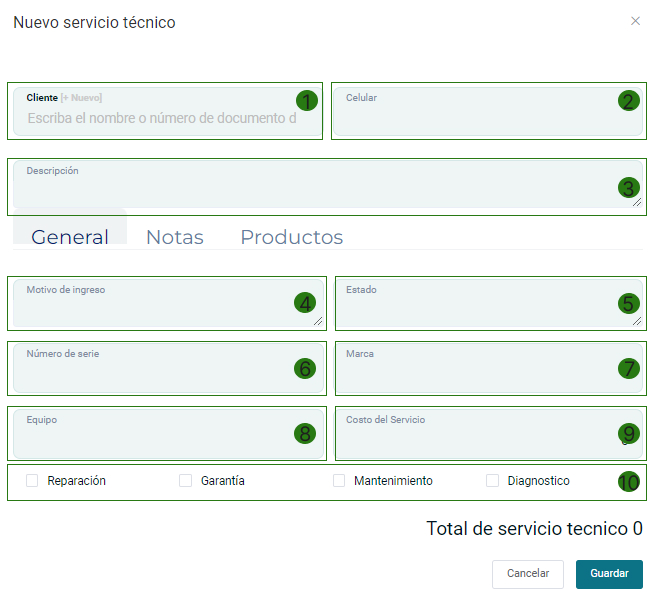 Nuevo servicio técnico ×
Cliente [+ Nuevo] 1
Escriba el nombre o número de documento d
Celular 2
Descripción 3
General Notas Productos
Motivo de ingreso 4
Estado 5
Número de serie 6
Marca 7
Equipo 8
Costo del Servicio 9
Reparación Garantía Mantenimiento Diagnostico 10
Total de servicio tecnico 0
Cancelar Guardar